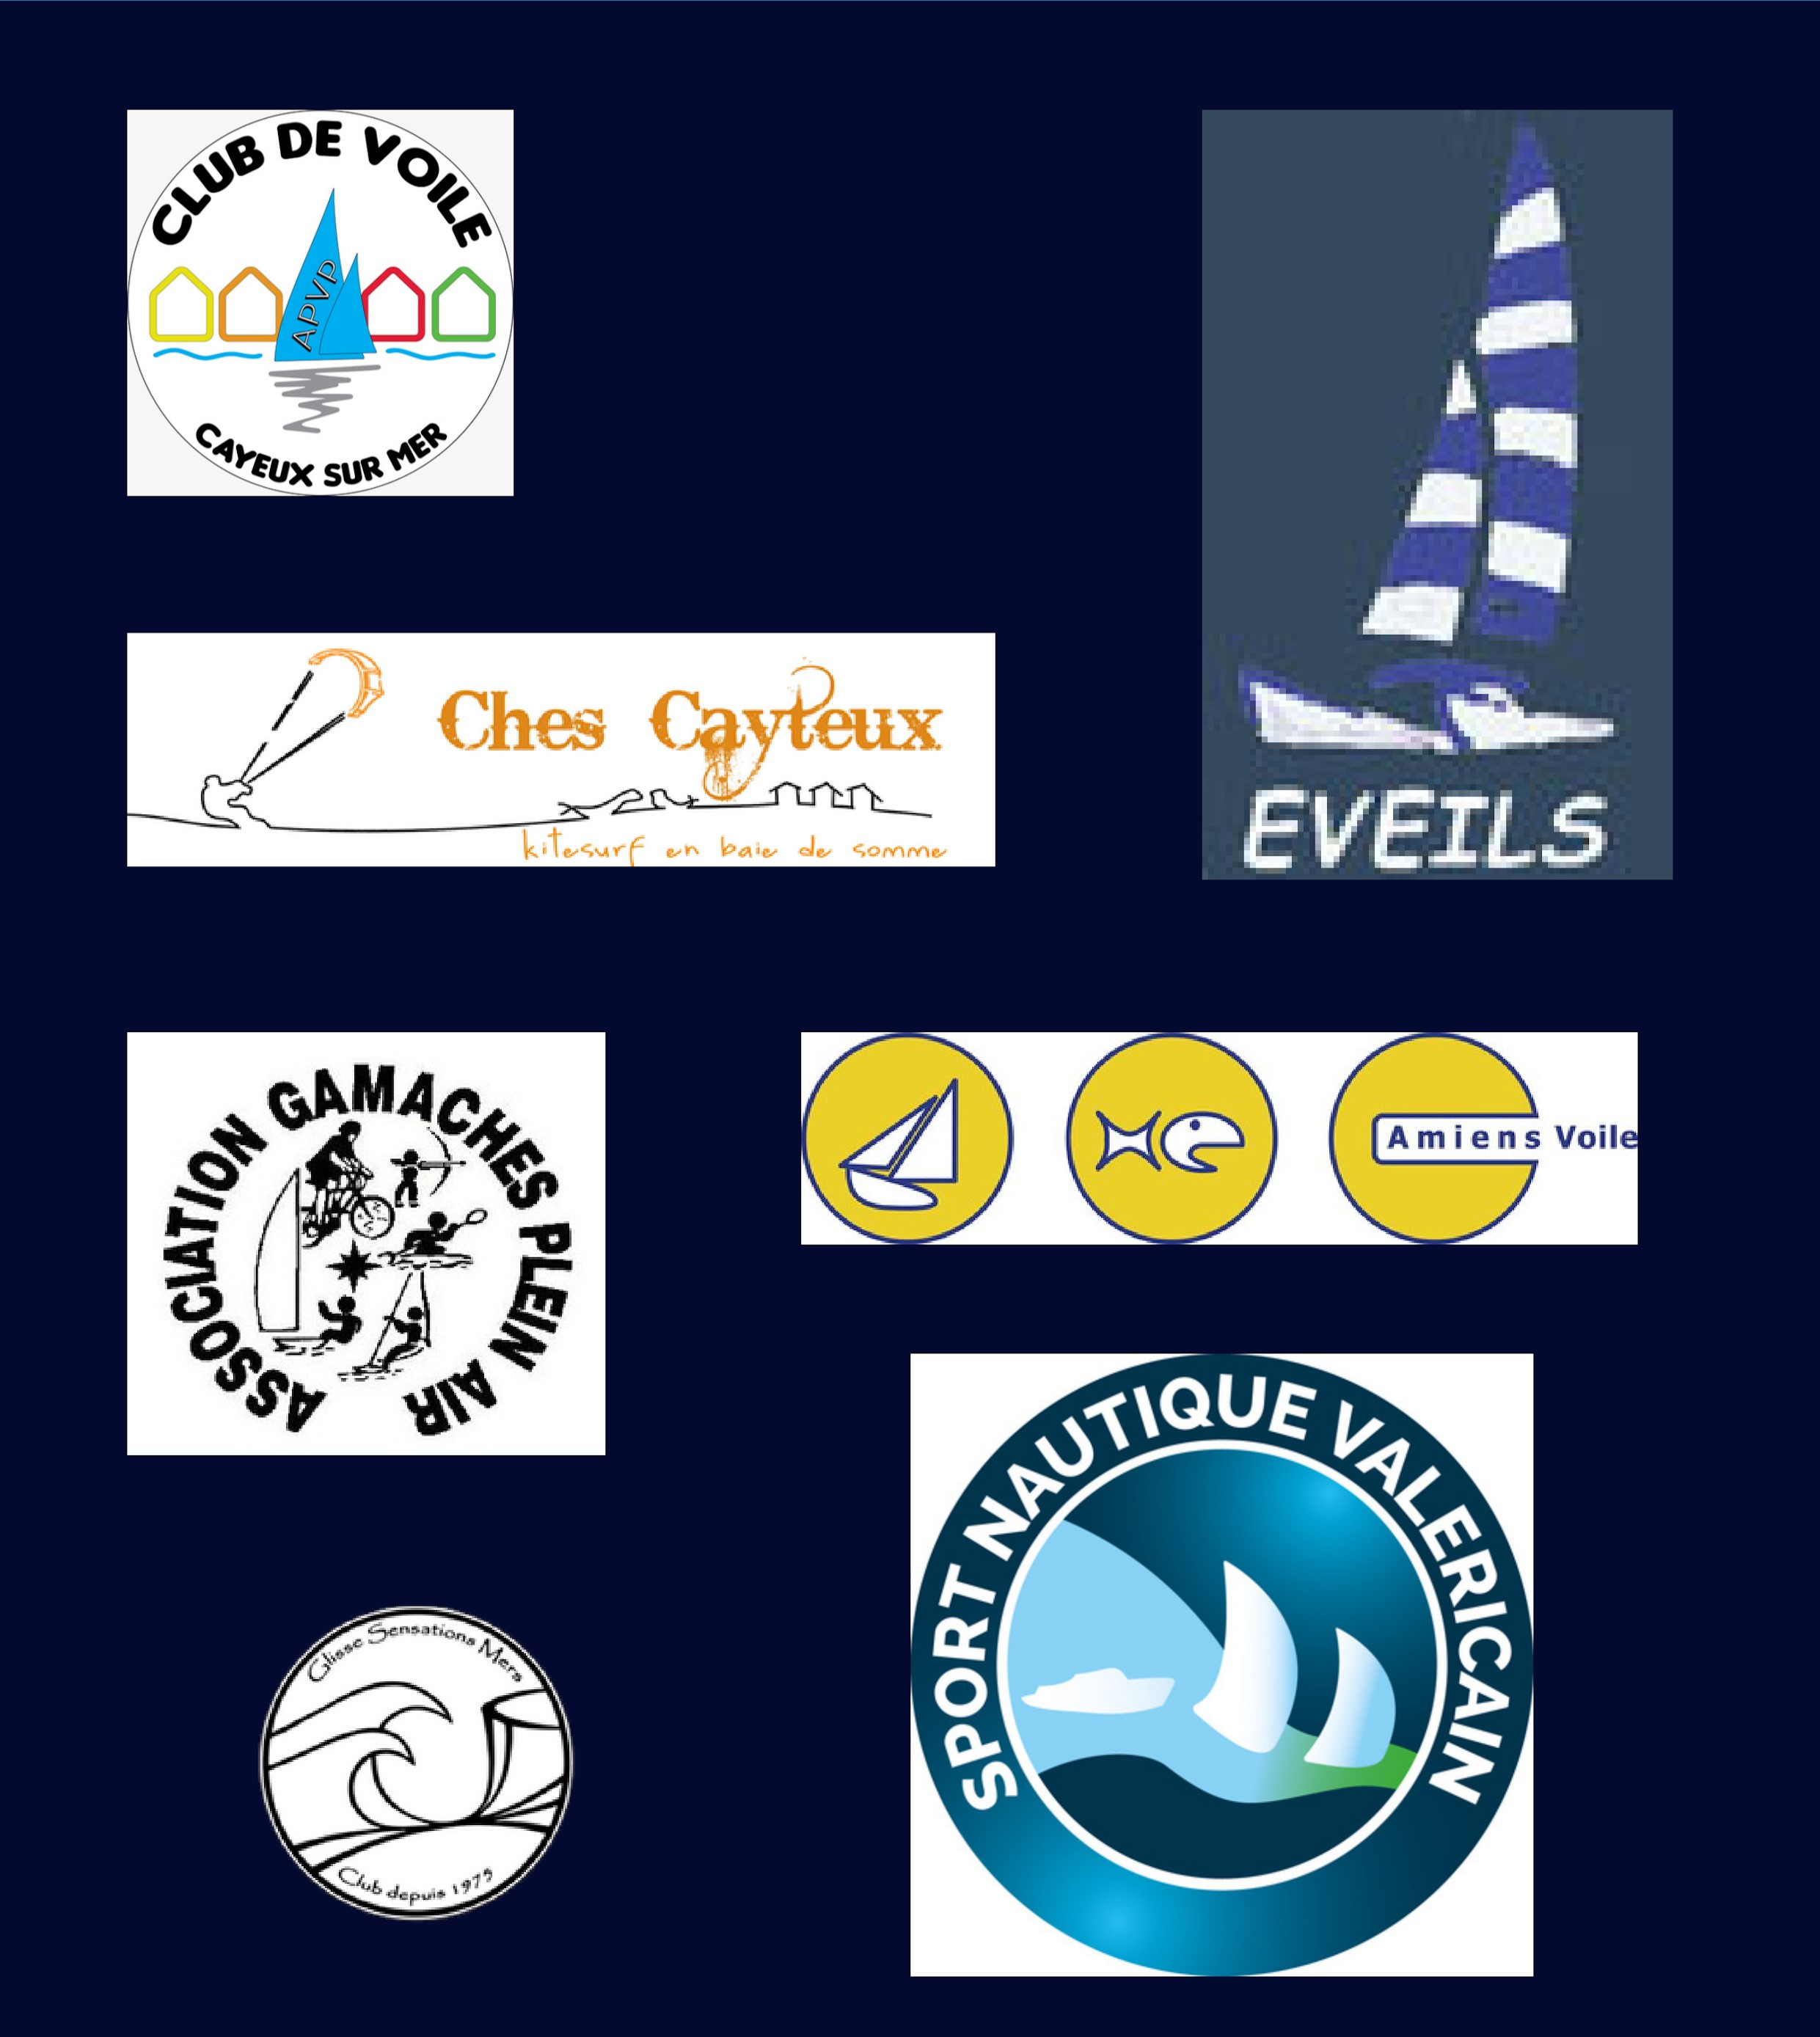 CLUB DE VOILE
APVP
CAYEUX SUR MER
EVEILS
Ches Cayteux
kitesurf en baie de somme
ASSOCIATION GAMACHES PLEIN AIR
Amiens Voile
SPORT NAUTIQUE VALERICAIN
Glisse Sensations Mers
Club depuis 1975